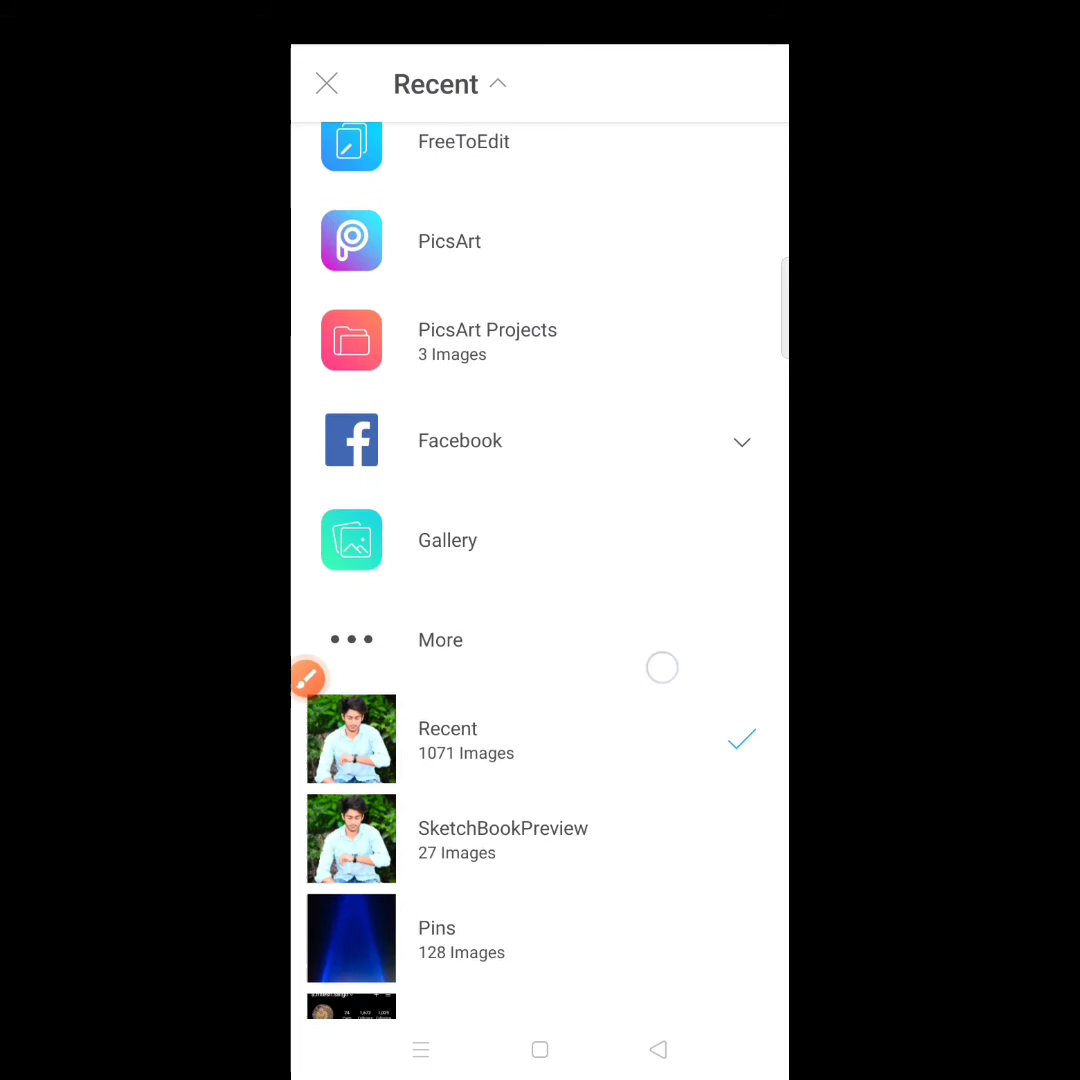 Recent
FreeToEdit
PicsArt
PicsArt Projects
3 Images
Facebook
Gallery
More
Recent
1071 Images
SketchBookPreview
27 Images
Pins
128 Images